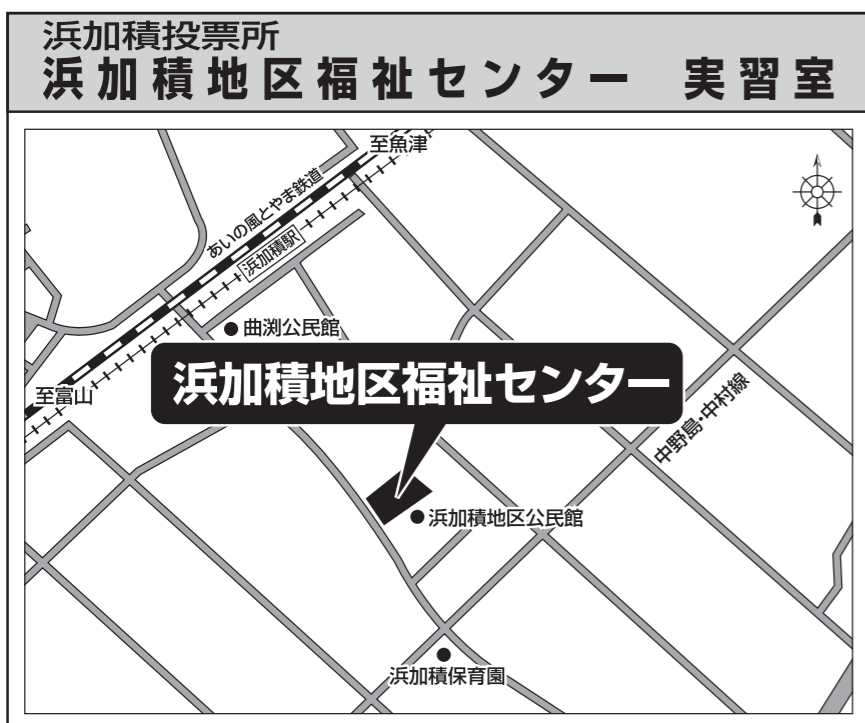 浜加積投票所
浜加積地区福祉センター　実習室
至魚津
あいの風とやま鉄道
浜加積駅
曲渕公民館
浜加積地区福祉センター
至富山
中野島・中村線
浜加積地区公民館
浜加積保育園